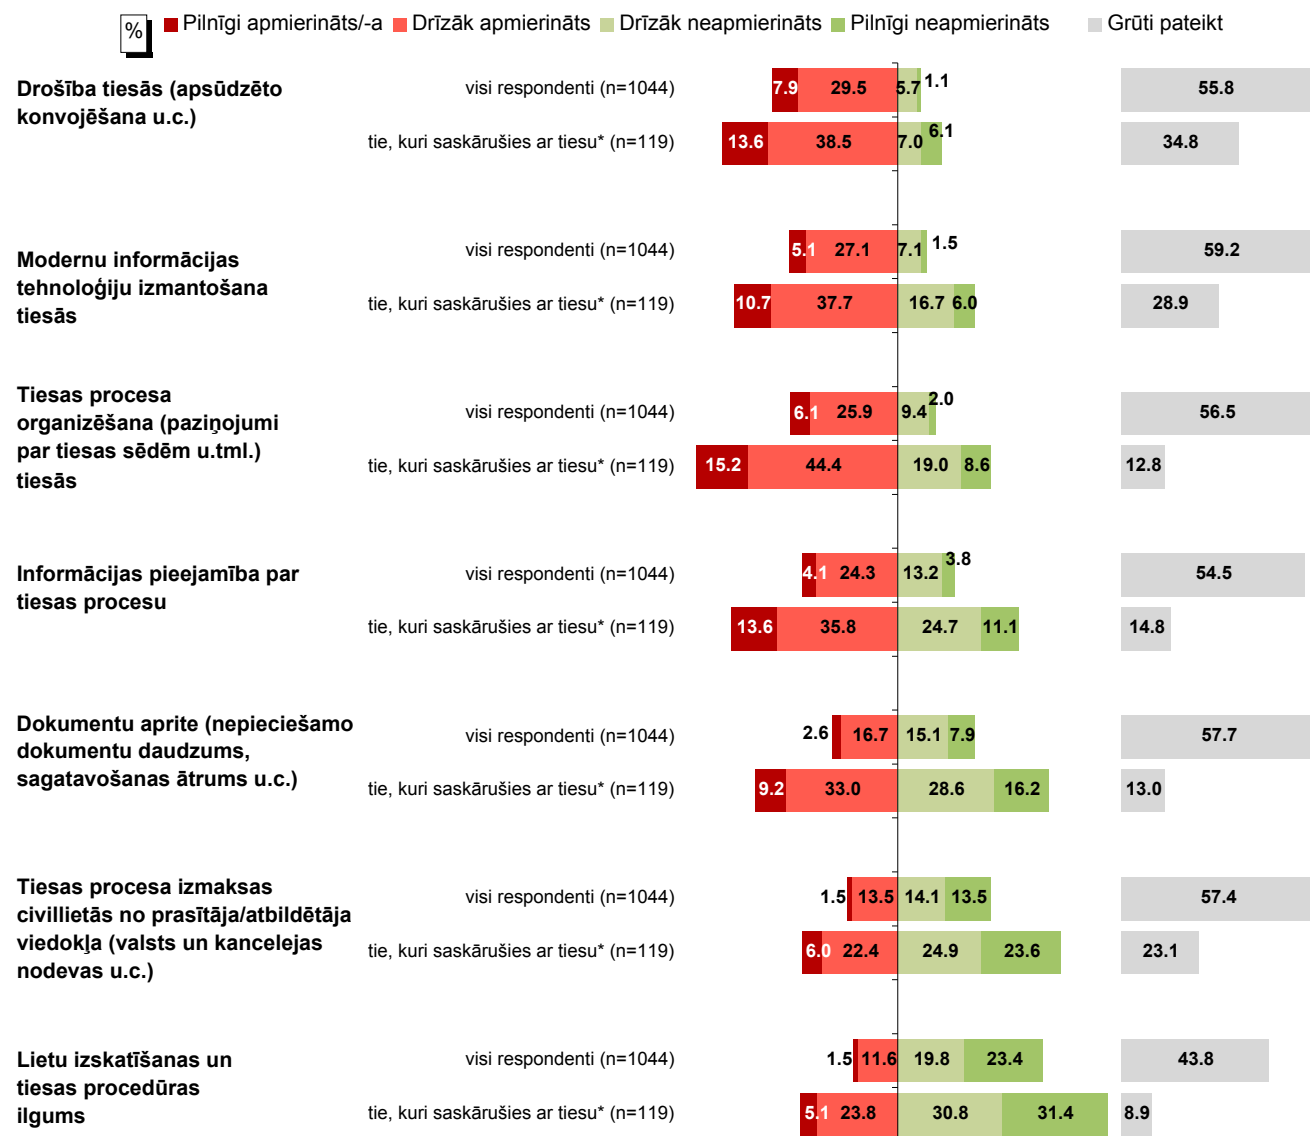 % Pilnīgi apmierināts/-a Drīzāk apmierināts Drīzāk neapmierināts Pilnīgi neapmierināts Grūti pateikt
Drošība tiesās (apsūdzēto
konvojēšana u.c.)
visi respondenti (n=1044) 7.9 29.5 5.7 1.1 55.8
tie, kuri saskārušies ar tiesu* (n=119) 13.6 38.5 7.0 6.1 34.8
Modernu informācijas
tehnoloģiju izmantošana
tiesās
visi respondenti (n=1044) 5.1 27.1 7.1 1.5 59.2
tie, kuri saskārušies ar tiesu* (n=119) 10.7 37.7 16.7 6.0 28.9
Tiesas procesa
organizēšana (paziņojumi
par tiesas sēdēm u.tml.)
tiesās
visi respondenti (n=1044) 6.1 25.9 9.4 2.0 56.5
tie, kuri saskārušies ar tiesu* (n=119) 15.2 44.4 19.0 8.6 12.8
Informācijas pieejamība par
tiesas procesu
visi respondenti (n=1044) 4.1 24.3 13.2 3.8 54.5
tie, kuri saskārušies ar tiesu* (n=119) 13.6 35.8 24.7 11.1 14.8
Dokumentu aprite (nepieciešamo
dokumentu daudzums,
sagatavošanas ātrums u.c.)
visi respondenti (n=1044) 2.6 16.7 15.1 7.9 57.7
tie, kuri saskārušies ar tiesu* (n=119) 9.2 33.0 28.6 16.2 13.0
Tiesas procesa izmaksas
civillietās no prasītāja/atbildētāja
viedokļa (valsts un kancelejas
nodevas u.c.)
visi respondenti (n=1044) 1.5 13.5 14.1 13.5 57.4
tie, kuri saskārušies ar tiesu* (n=119) 6.0 22.4 24.9 23.6 23.1
Lietu izskatīšanas un
tiesas procedūras
ilgums
visi respondenti (n=1044) 1.5 11.6 19.8 23.4 43.8
tie, kuri saskārušies ar tiesu* (n=119) 5.1 23.8 30.8 31.4 8.9